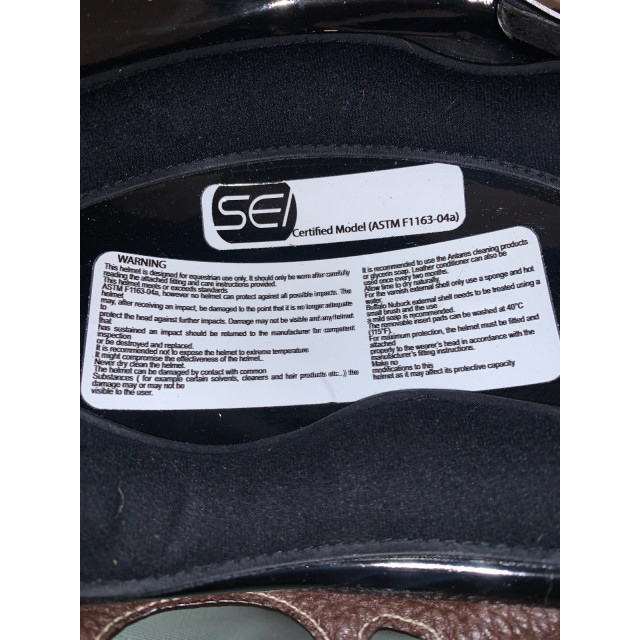 SEI
Certified Model (ASTM F1163-04a)
WARNING
This helmet is designed for equestrian use only. It should only be worn after carefully
reading the attached fitting and care instructions provided.
This helmet meets or exceeds standards
ASTM F1163-04a, however no helmet can protect against all possible impacts. The
helmet
may, after receiving an impact, be damaged to the point that it is no longer adequate
to
protect the head against further impacts. Damage may not be visible and any helmet
that
has sustained an impact should be returned to the manufacturer for competent
inspection
or be destroyed and replaced.
It is recommended not to expose the helmet to extreme temperature
It might compromise the effectiveness of the helmet..
Never dry clean the helmet.
The helmet can be damaged by contact with common
Substances ( for example certain solvents, cleaners and hair products etc...)) the
damage may or may not be
visible to the user.
It is recommended to use the Antares cleaning products
or glycerin soap. Leather conditioner can also be
used once every two months.
Allow time to dry naturally.
For the varnish external shell only use a sponge and hot
water.
Buffalo Nubuck external shell needs to be treated using a
small brush and the use
is mild soap is recommended.
The removable insert pads can be washed at 40°C
(115°F).
For maximum protection, the helmet must be fitted and
attached
properly to the wearer's head in accordance with the
manufacturer's fitting instructions.
Make no
modifications to this
helmet as it may affect its protective capacity